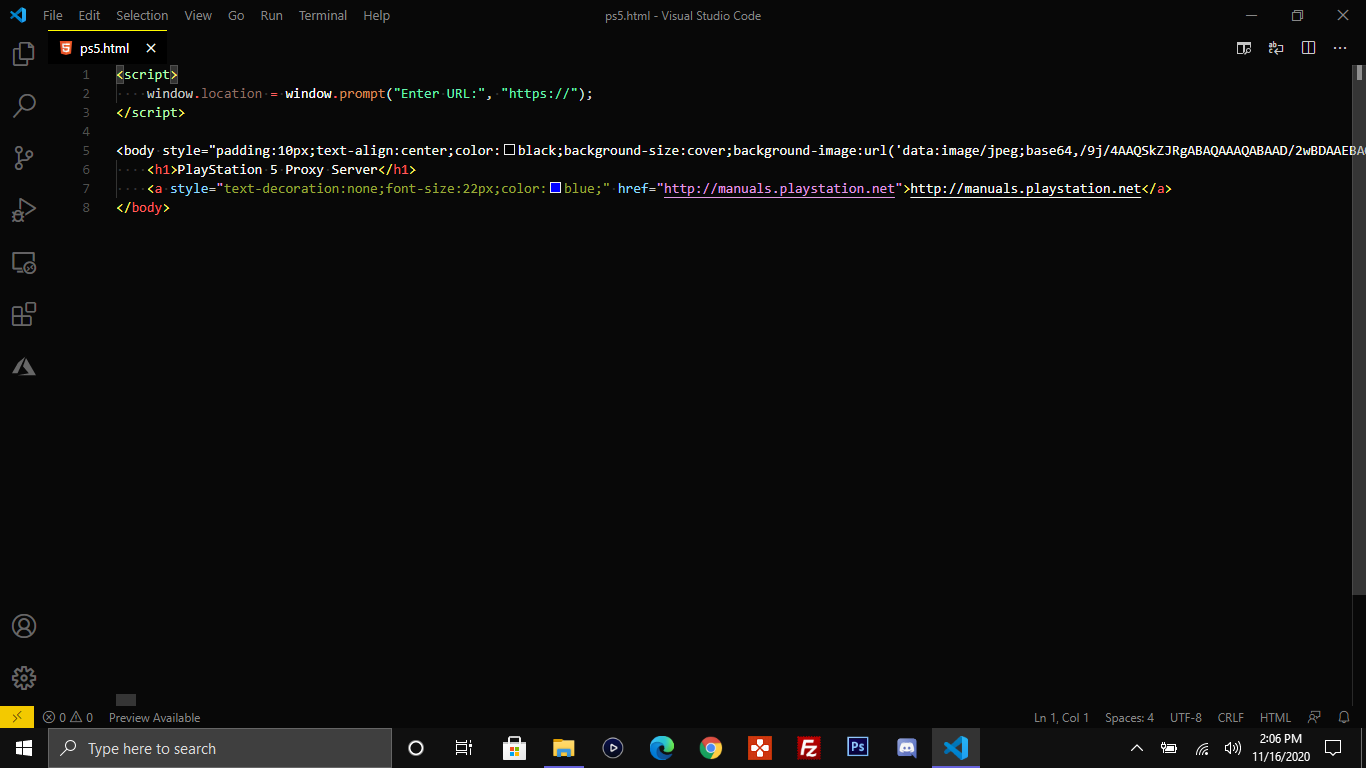 File Edit Selection View Go Run Terminal Help ps5.html - Visual Studio Code
ps5.html
1 <script>
2 window.location = window.prompt("Enter URL:", "https://");
3 </script>
4
5 <body style="padding:10px;text-align:center;color:black;background-size:cover;background-image:url('data:image/jpeg;base64,/9j/4AAQSkZJRgABAQAAAQABAAD/2wBDAAEBA
6 <h1>PlayStation 5 Proxy Server</h1>
7 <a style="text-decoration:none;font-size:22px;color:blue;" href="http://manuals.playstation.net">http://manuals.playstation.net</a>
8 </body>
0 0 Preview Available Ln 1, Col 1 Spaces: 4 UTF-8 CRLF HTML
Type here to search
Fz
Ps
2:06 PM
11/16/2020